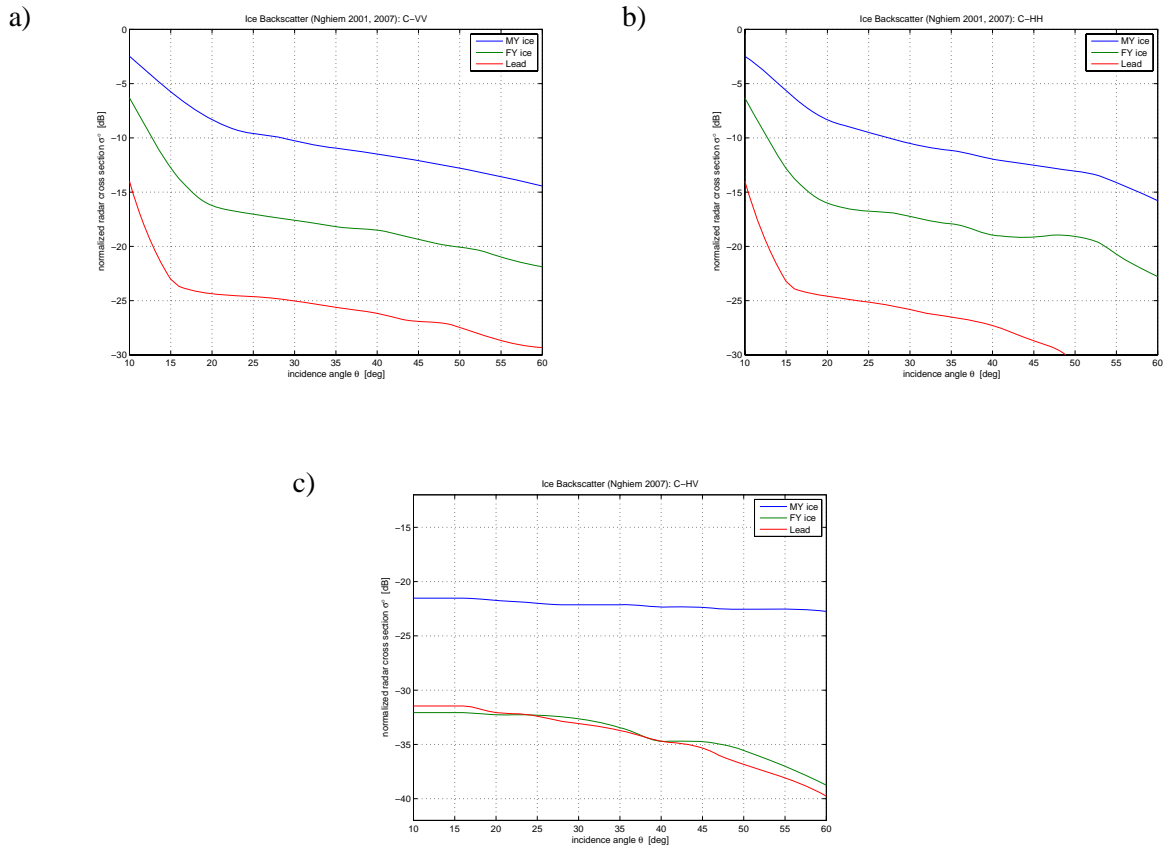 a)
Ice Backscatter (Nghiem 2001, 2007): C−VV
MY ice
FY ice
Lead
0
−5
−10
−15
−20
−25
−30
10 15 20 25 30 35 40 45 50 55 60
normalized radar cross section σ° [dB]
incidence angle θ [deg]
b)
Ice Backscatter (Nghiem 2001, 2007): C−HH
MY ice
FY ice
Lead
0
−5
−10
−15
−20
−25
−30
10 15 20 25 30 35 40 45 50 55 60
normalized radar cross section σ° [dB]
incidence angle θ [deg]
c)
Ice Backscatter (Nghiem 2007): C−HV
MY ice
FY ice
Lead
−15
−20
−25
−30
−35
−40
10 15 20 25 30 35 40 45 50 55 60
normalized radar cross section σ° [dB]
incidence angle θ [deg]